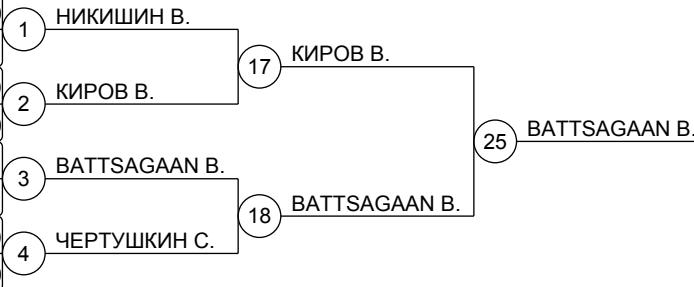 1 НИКИШИН В.
17 КИРОВ В.
2 КИРОВ В.
25 BATTSAGAAN B.
3 BATTSAGAAN B.
18 BATTSAGAAN B.
4 ЧЕРТУШКИН С.